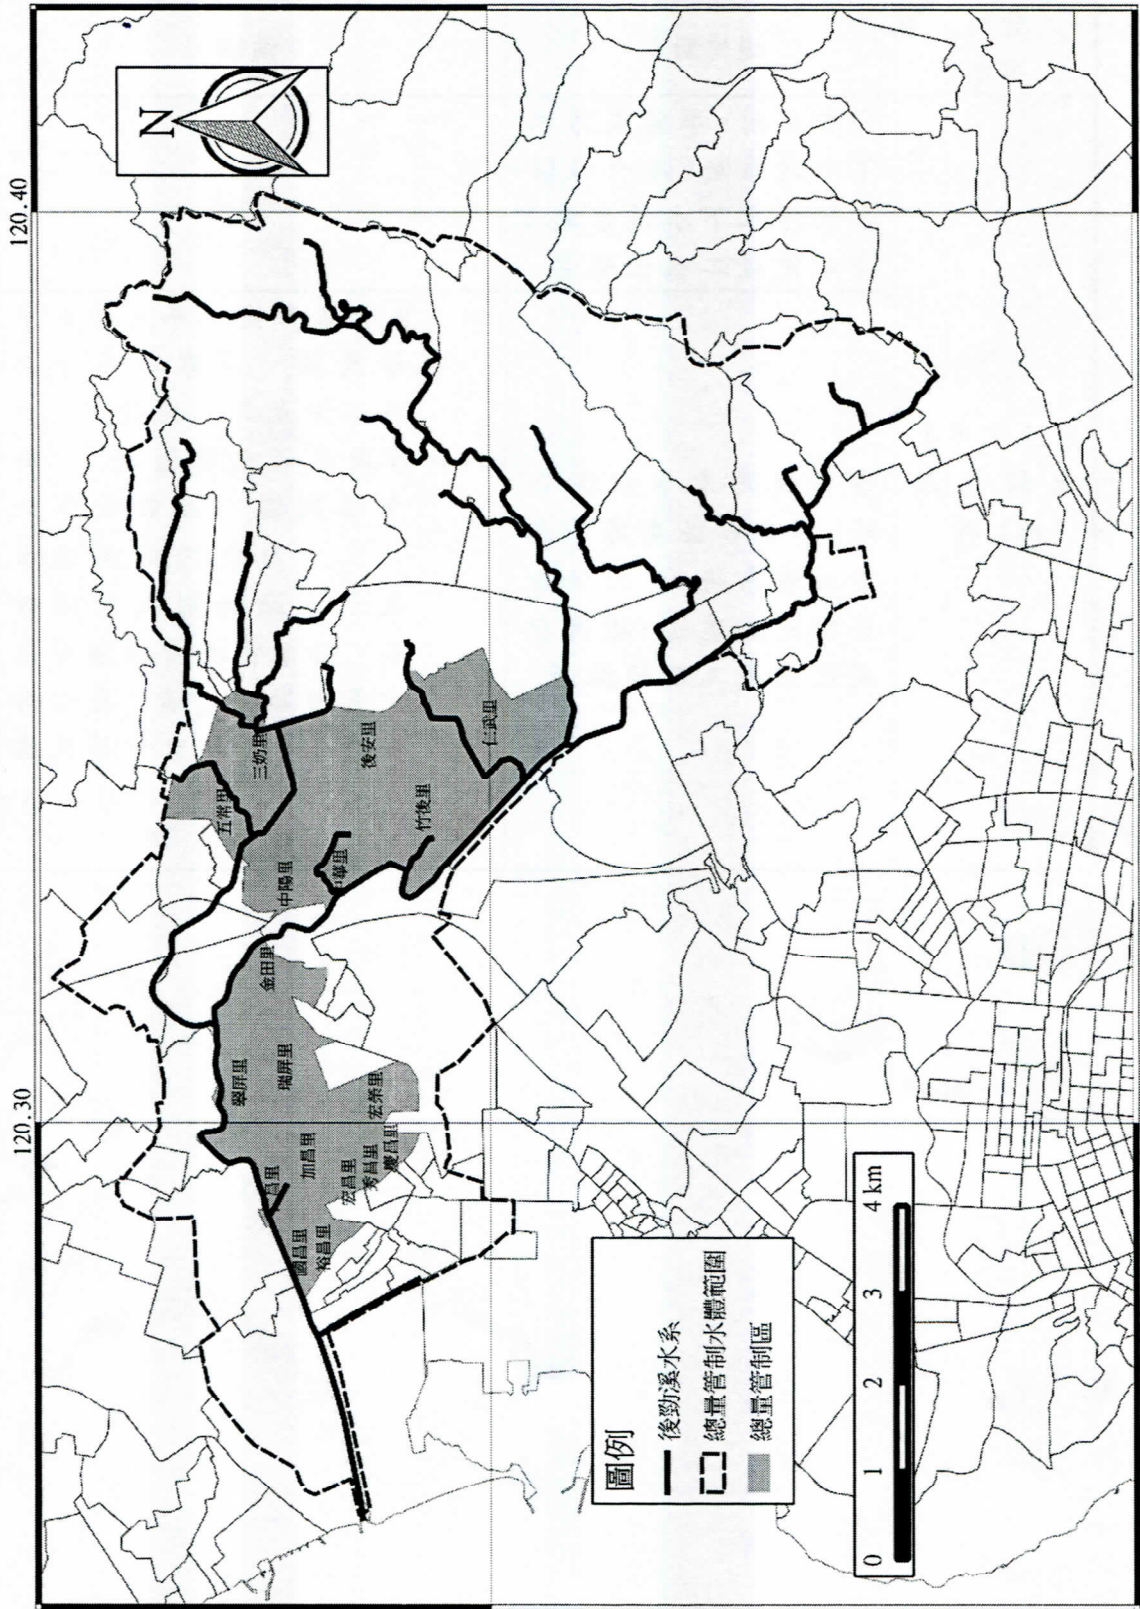 120.30
120.40
N
五常里
三奶里
中陽里
中華里
後安里
竹後里
仁武里
金田里
翠屏里
瑞屏里
宏榮里
慶昌里
秀昌里
宏昌里
加昌里
國昌里
裕昌里
圖例
後勁溪水系
總量管制水體範圍
總量管制區
0 1 2 3 4 km